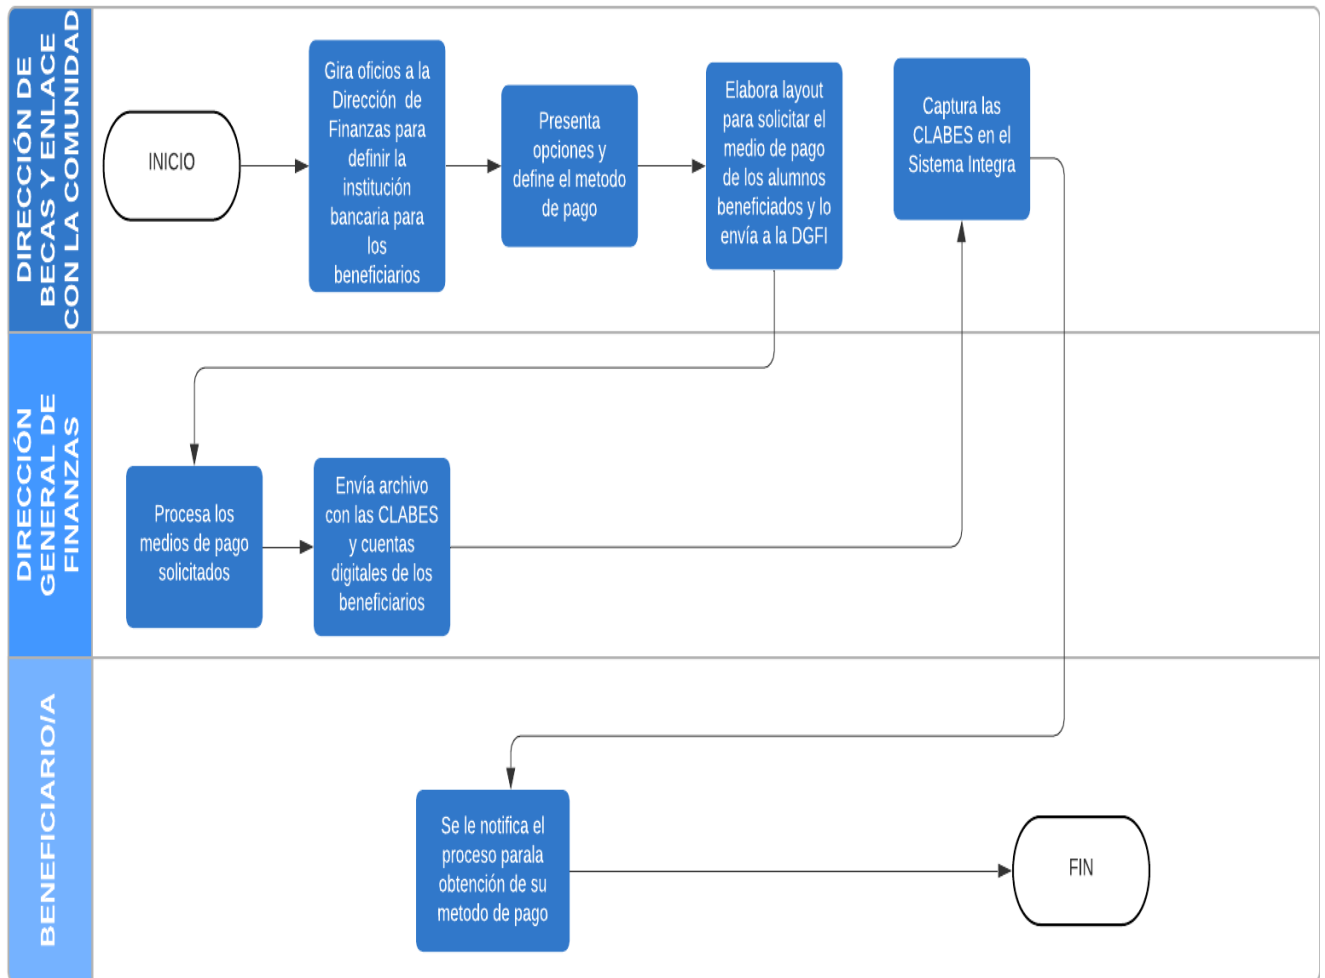 DIRECCIÓN DE
BECAS Y ENLACE
CON LA COMUNIDAD
INICIO
Gira oficios a la
Dirección de
Finanzas para
definir la
institución
bancaria para
los
beneficiarios
Presenta
opciones y
define el metodo
de pago
Elabora layout
para solicitar el
medio de pago
de los alumnos
beneficiados y lo
envía a la DGFI
Captura las
CLABES en el
Sistema Integra
DIRECCIÓN
GENERAL DE
FINANZAS
Procesa los
medios de pago
solicitados
Envía archivo
con las CLABES
y cuentas
digitales de los
beneficiarios
BENEFICIARIO/A
Se le notifica el
proceso parala
obtención de su
metodo de pago
FIN